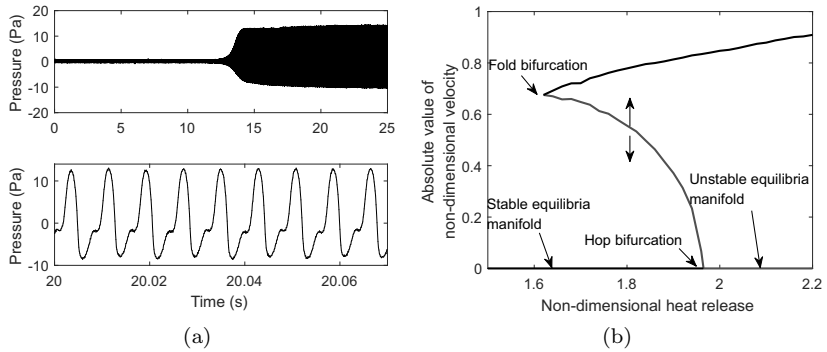 20
10
0
-10
-20
Pressure (Pa)
0 5 10 15 20 25
10
0
-10
Pressure (Pa)
20 20.02 20.04 20.06
Time (s)
(a)
1
0.8
0.6
0.4
0.2
0
Absolute value of
non-dimensional velocity
Fold bifurcation
Stable equilibria
manifold
Unstable equilibria
manifold
Hop bifurcation
1.6 1.8 2 2.2
Non-dimensional heat release
(b)